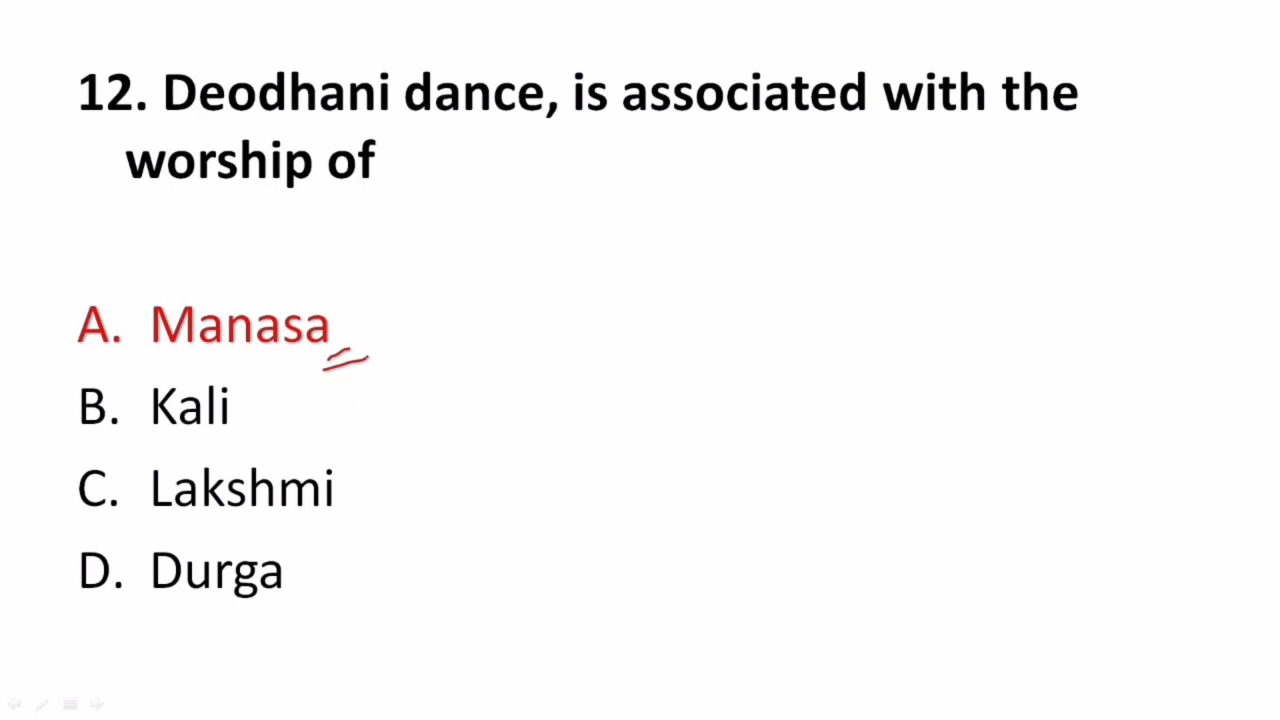 12. Deodhani dance, is associated with the
worship of
A. Manasa
B. Kali
C. Lakshmi
D. Durga